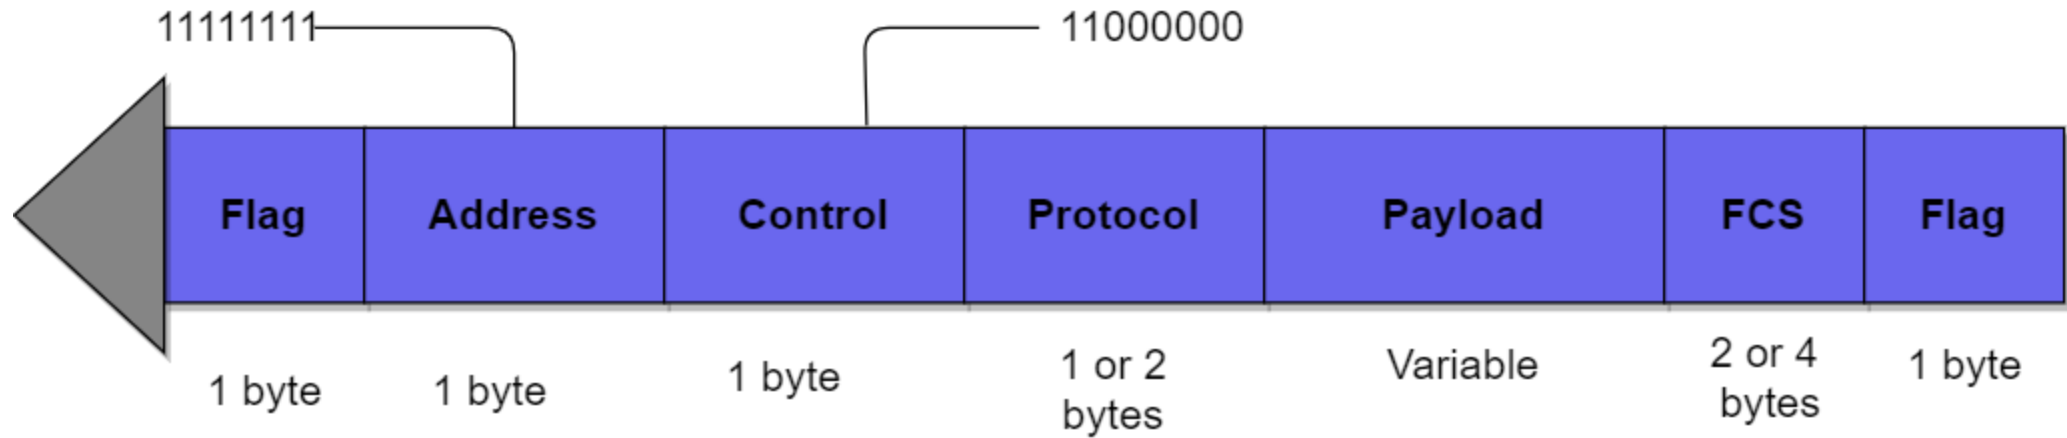 11111111
11000000
Flag
Address
Control
Protocol
Payload
FCS
Flag
1 byte
1 byte
1 byte
1 or 2
bytes
Variable
2 or 4
bytes
1 byte